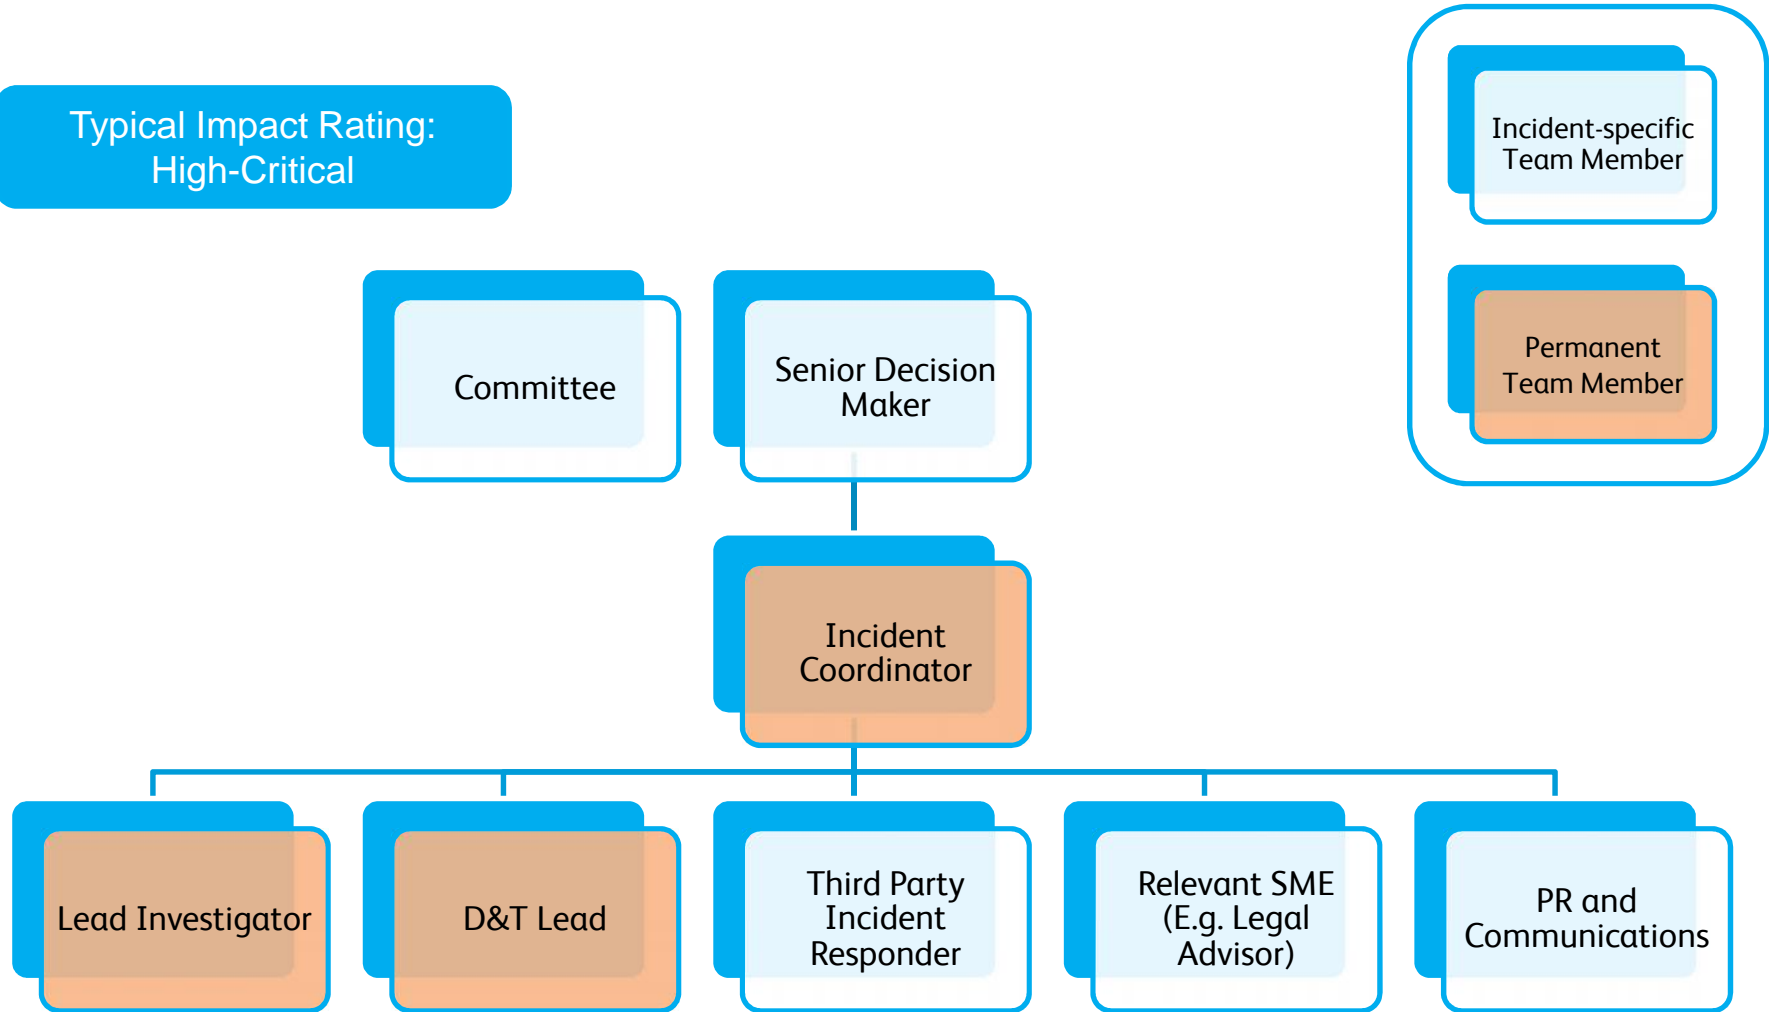 Typical Impact Rating:
High-Critical
Incident-specific
Team Member
Permanent
Team Member
Committee
Senior Decision
Maker
Incident
Coordinator
Lead Investigator
D&T Lead
Third Party
Incident
Responder
Relevant SME
(E.g. Legal
Advisor)
PR and
Communications